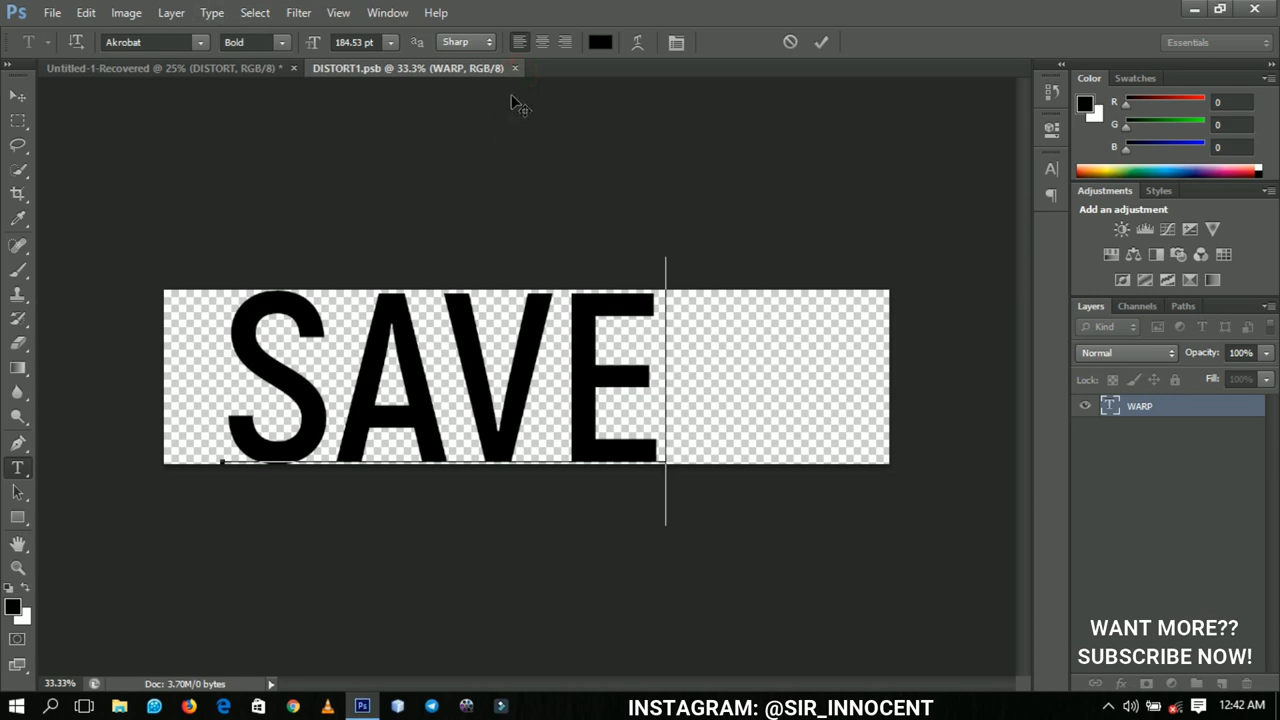 Ps File Edit Image Layer Type Select Filter View Window Help
T Akrobat Bold 184.53 pt aa Sharp Essentials
Untitled-1-Recovered @ 25% (DISTORT, RGB/8) * × DISTORT1.psb @ 33.3% (WARP, RGB/8) ×
Color Swatches
R 0
G 0
B 0
Adjustments Styles
Add an adjustment
SAVE
Layers Channels Paths
Kind
Normal Opacity: 100%
Lock: Fill: 100%
T WARP
WANT MORE??
SUBSCRIBE NOW!
33.33% Doc: 3.70M/0 bytes
INSTAGRAM: @SIR_INNOCENT
12:42 AM